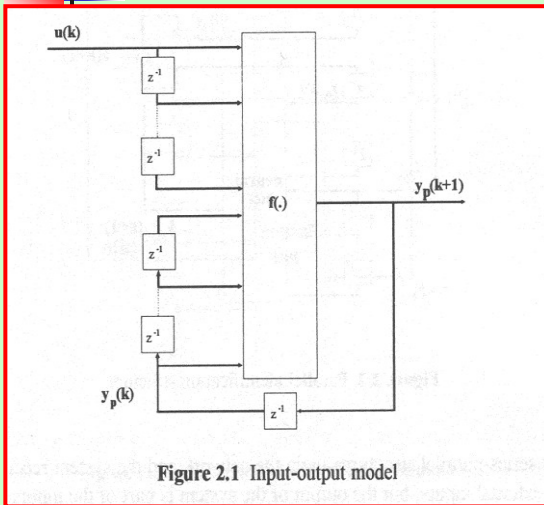 u(k)
z⁻¹
z⁻¹
f(.)
yₚ(k+1)
z⁻¹
z⁻¹
yₚ(k)
z⁻¹
Figure 2.1 Input-output model